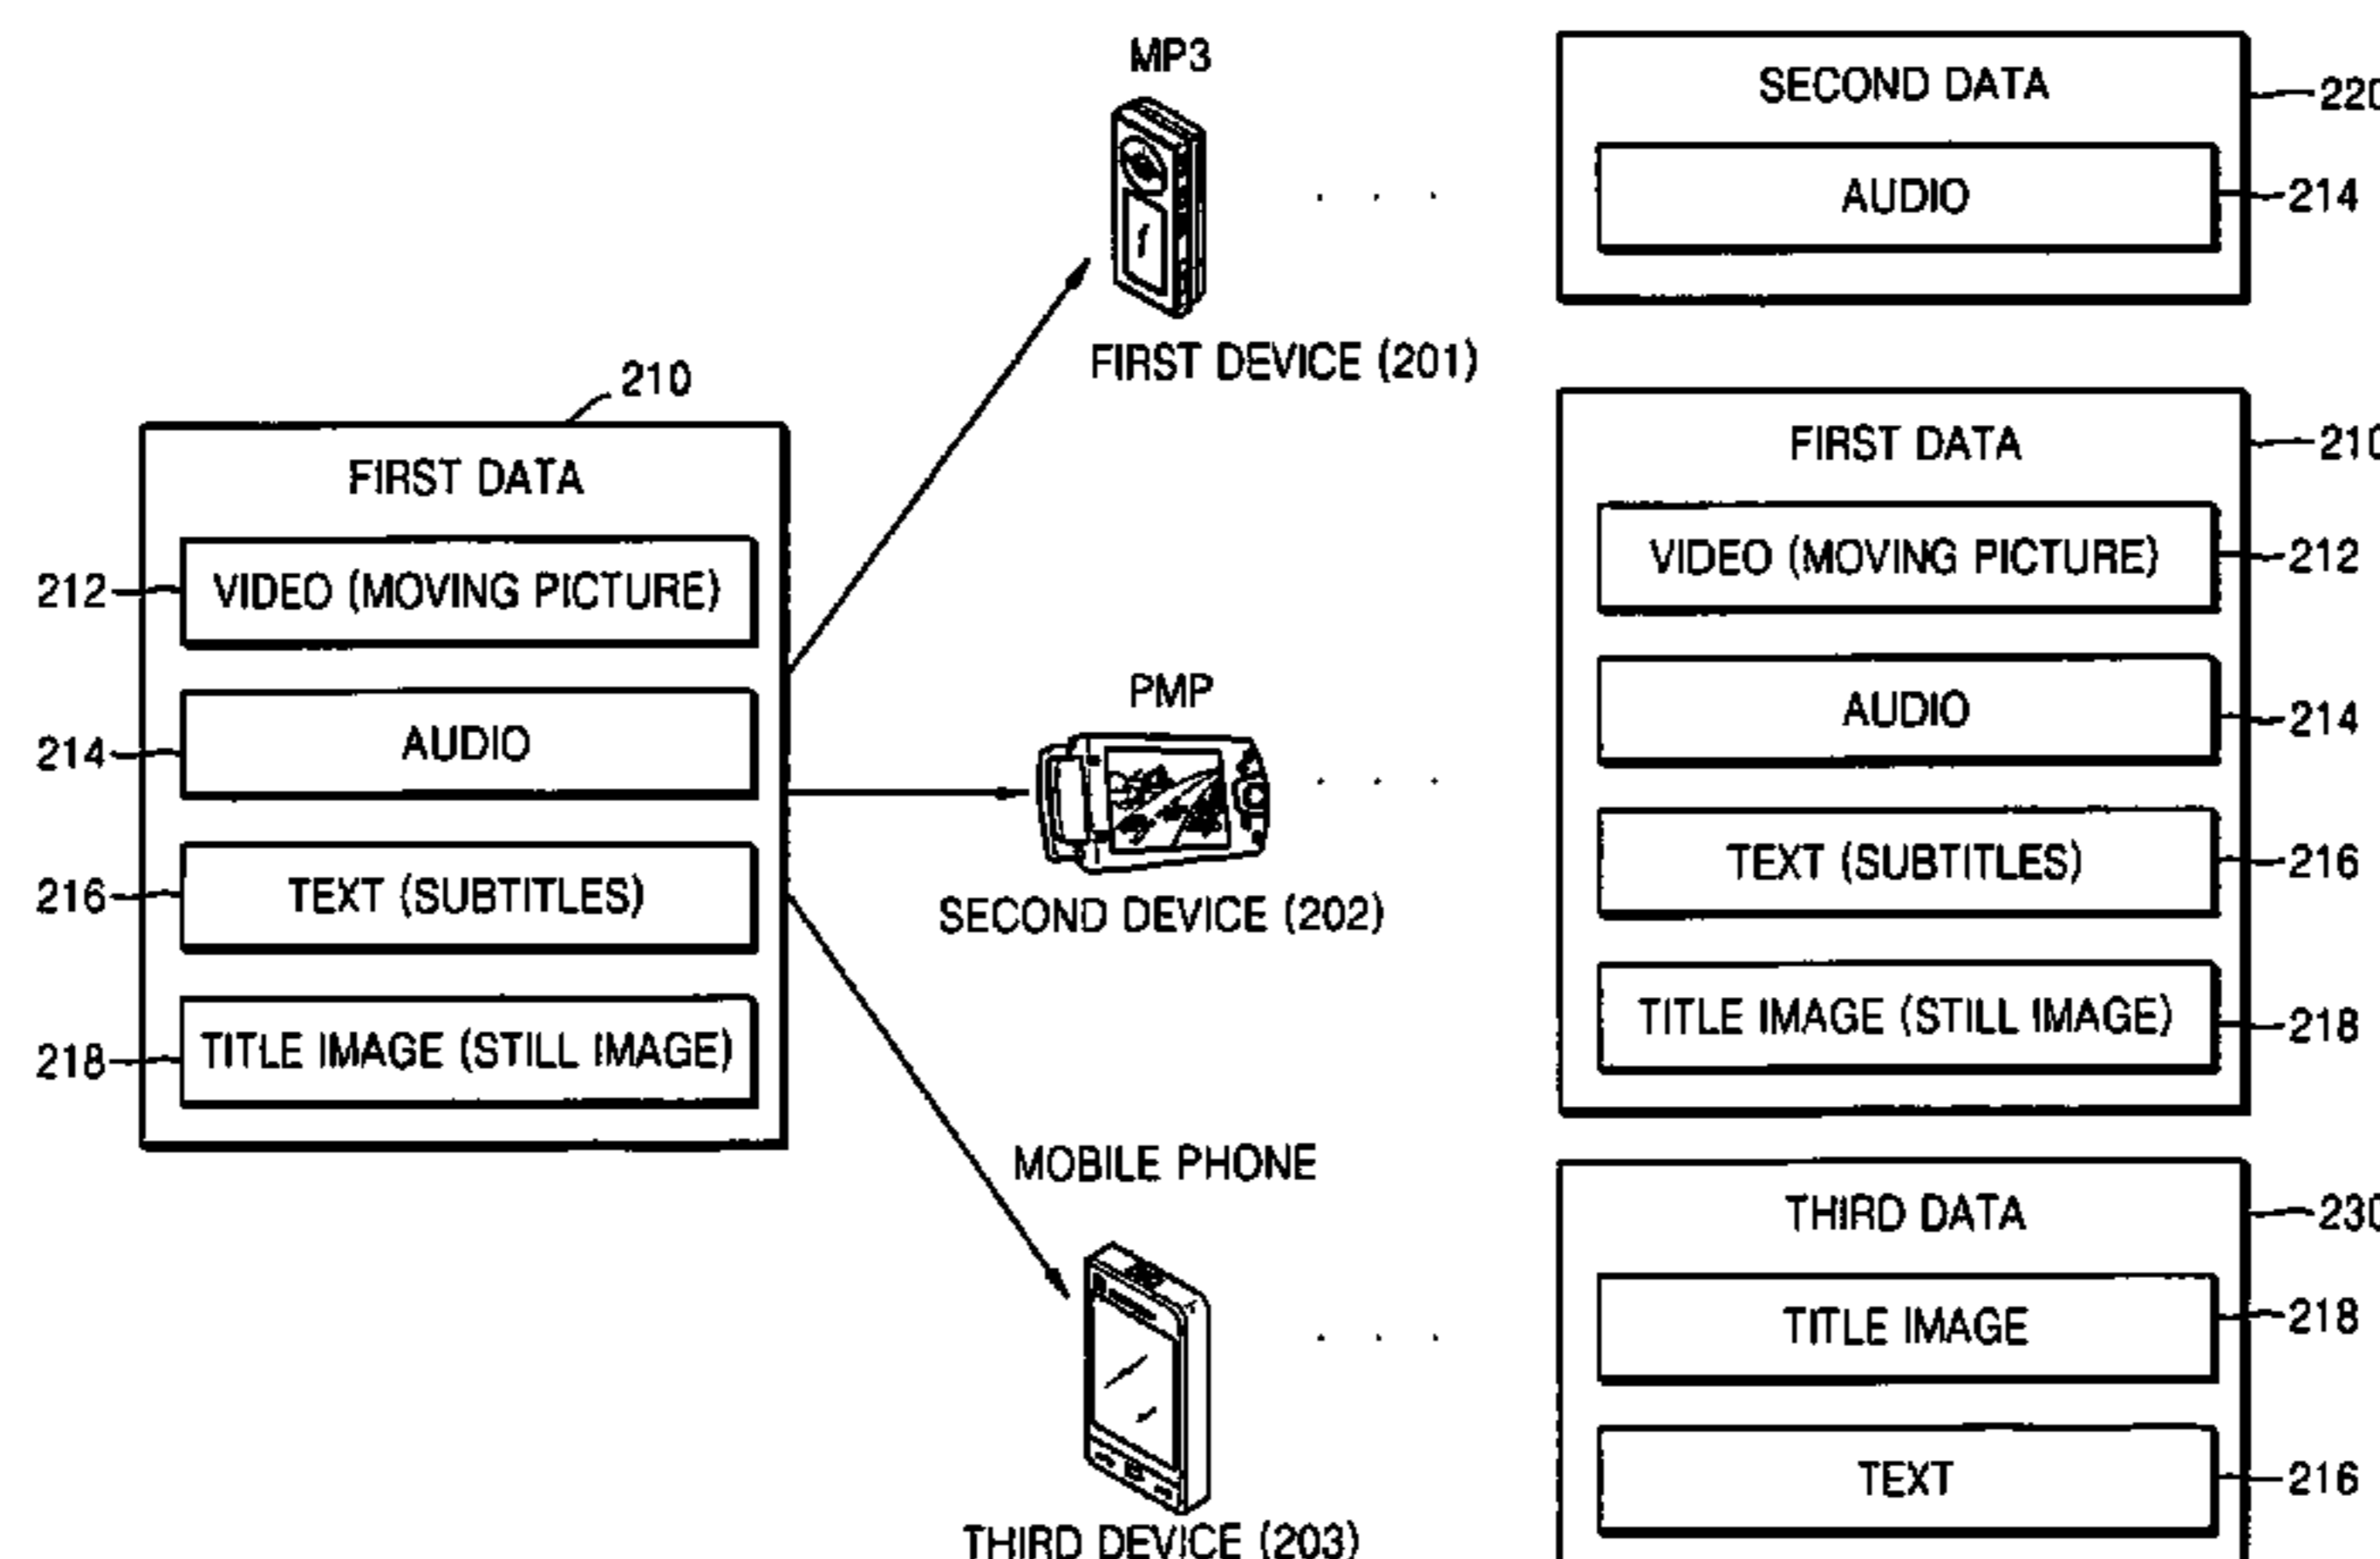 210
FIRST DATA
212 VIDEO (MOVING PICTURE)
214 AUDIO
216 TEXT (SUBTITLES)
218 TITLE IMAGE (STILL IMAGE)
MP3
FIRST DEVICE (201)
PMP
SECOND DEVICE (202)
MOBILE PHONE
THIRD DEVICE (203)
SECOND DATA 220
AUDIO 214
FIRST DATA 210
VIDEO (MOVING PICTURE) 212
AUDIO 214
TEXT (SUBTITLES) 216
TITLE IMAGE (STILL IMAGE) 218
THIRD DATA 230
TITLE IMAGE 218
TEXT 216